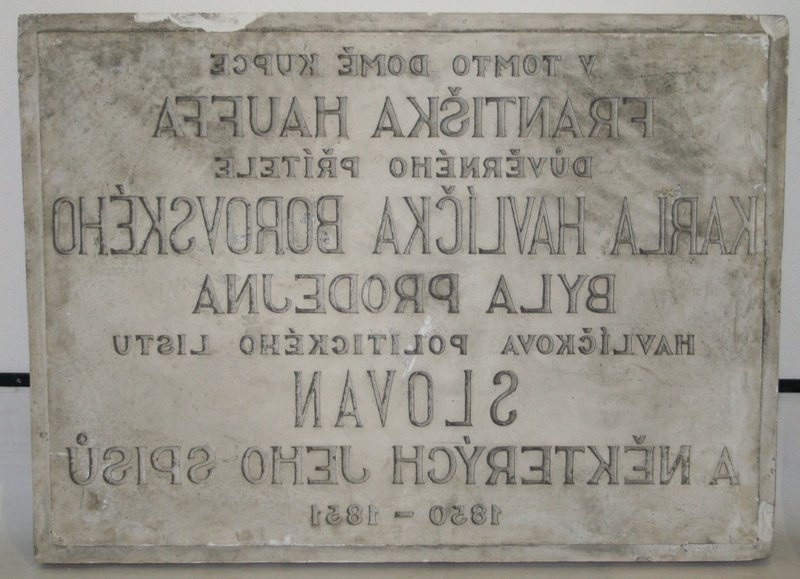 V TOMTO DOMĚ KUPCE
FRANTIŠKA HAUFFA
DŮVĚRNÉHO PŘÍTELE
KARLA HAVLÍČKA BOROVSKÉHO
BYLA PRODEJNA
HAVLÍČKOVA POLITICKÉHO LISTU
SLOVAN
A NĚKTERÝCH JEHO SPISŮ
1850 - 1851